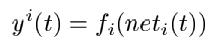 y^i(t) = f_i(net_i(t))